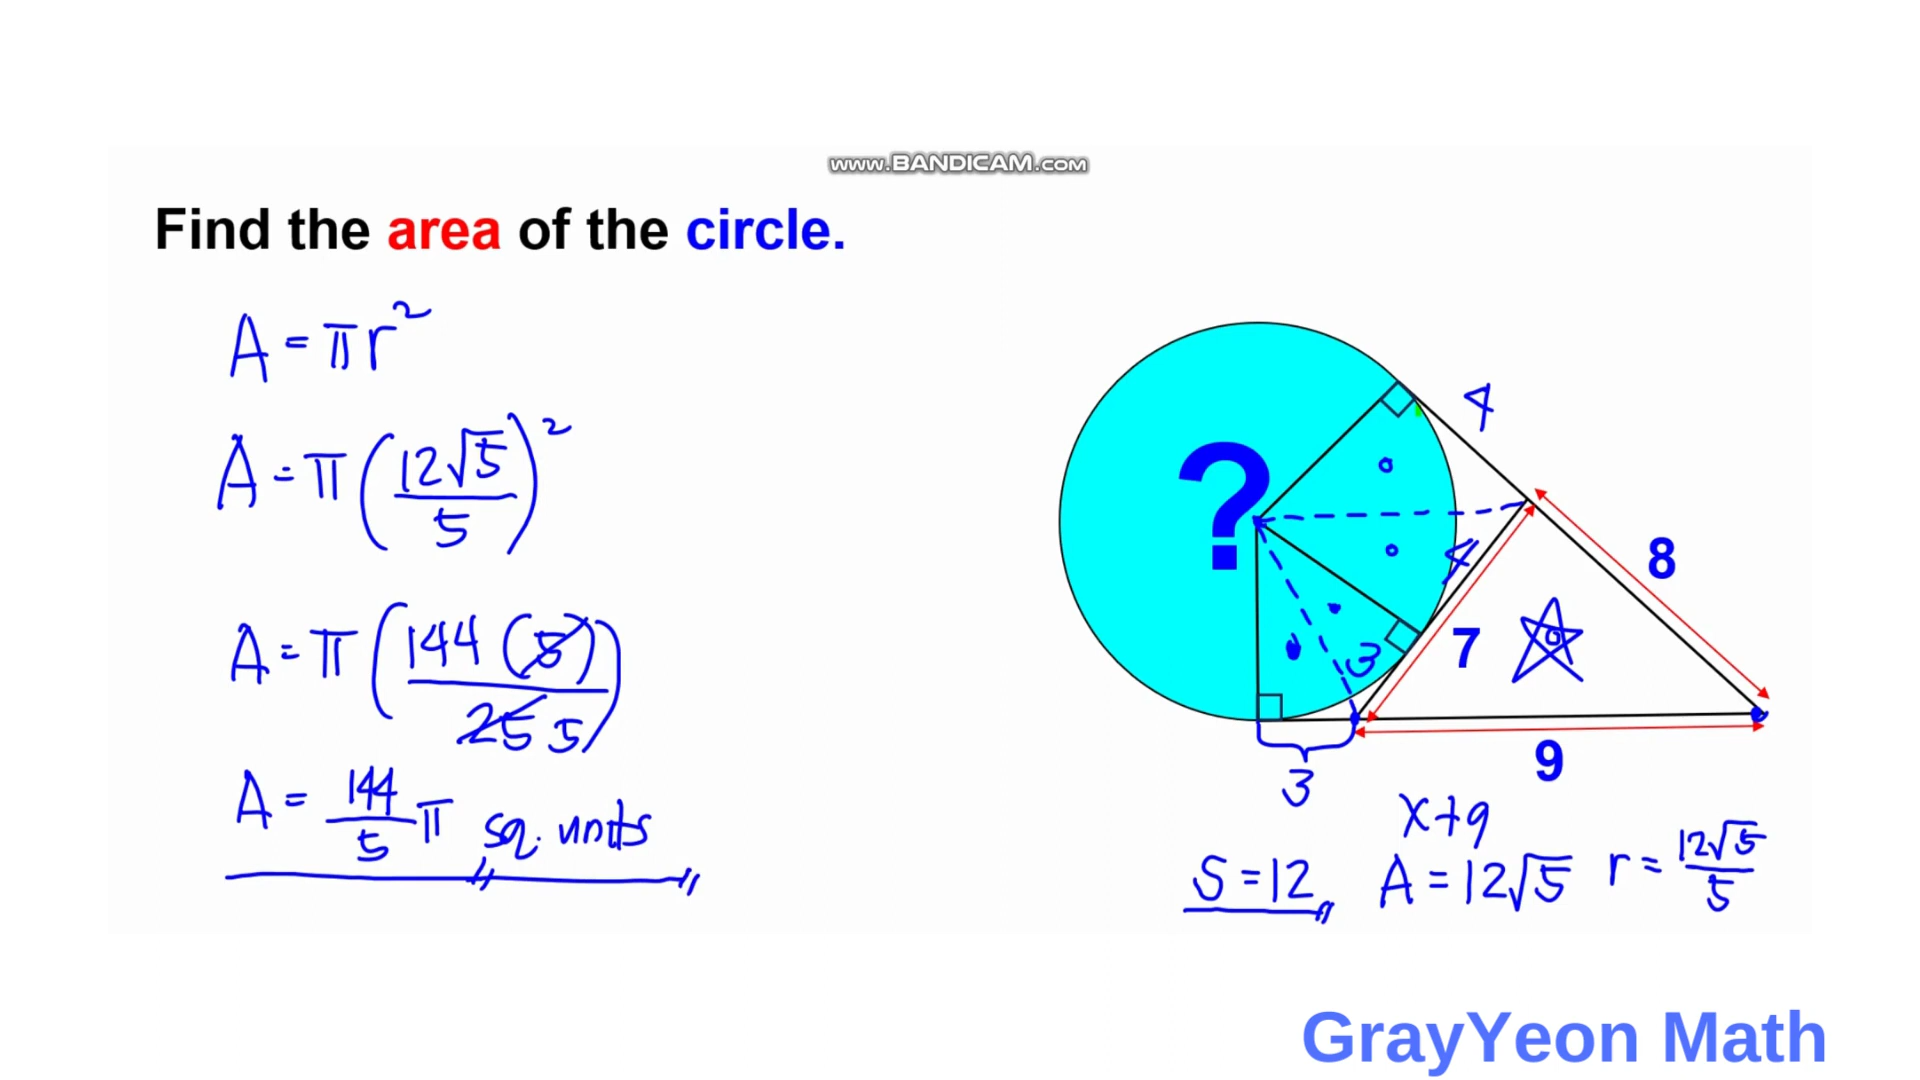 www.BANDICAM.com
Find the area of the circle.
A = πr²
A = π(12√5/5)²
A = π(144(5)/25 5)
A = 144/5 π sq. units
?
4
4
8
7
3
9
3
x+9
S = 12
A = 12√5
r = 12√5/5
GrayYeon Math